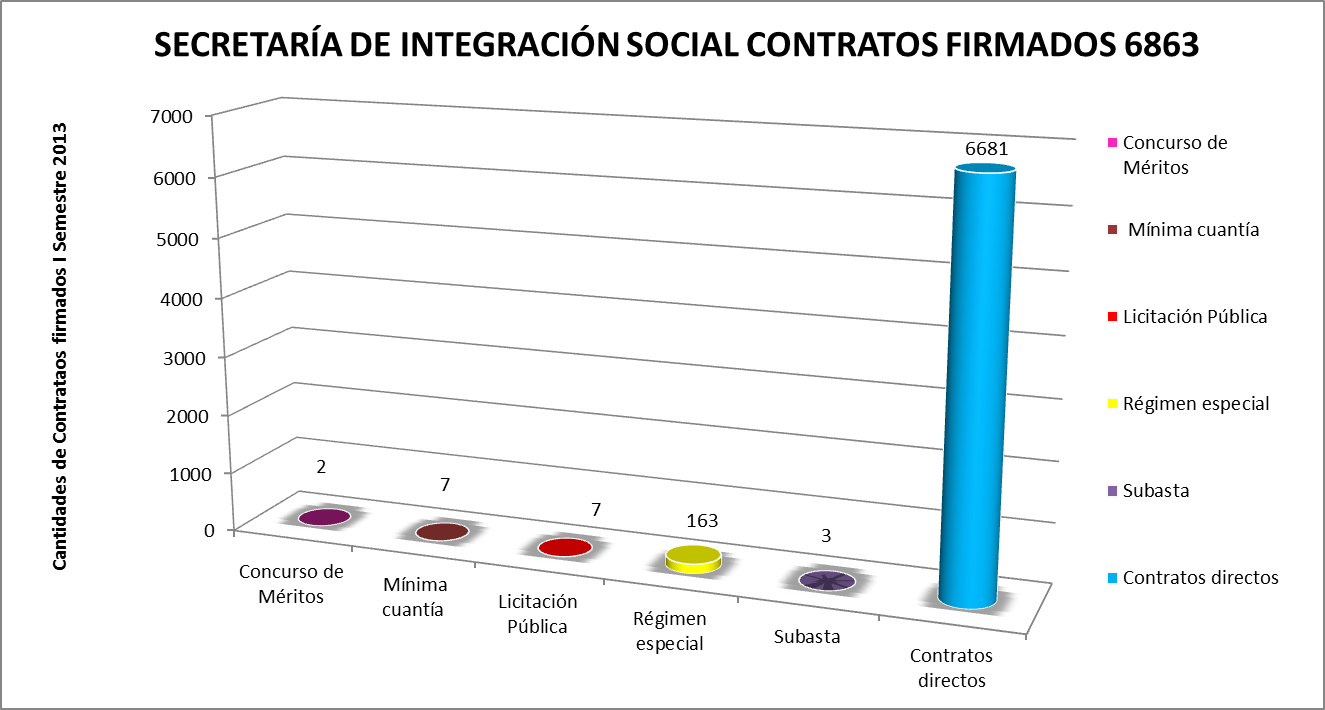 SECRETARÍA DE INTEGRACIÓN SOCIAL CONTRATOS FIRMADOS 6863
Cantidades de Contrataos firmados I Semestre 2013
7000
6000
5000
4000
3000
2000
1000
0
2
7
7
163
3
6681
Concurso de
Méritos
Mínima
cuantía
Licitación
Pública
Régimen
especial
Subasta
Contratos
directos
Concurso de
Méritos
Mínima cuantía
Licitación Pública
Régimen especial
Subasta
Contratos directos